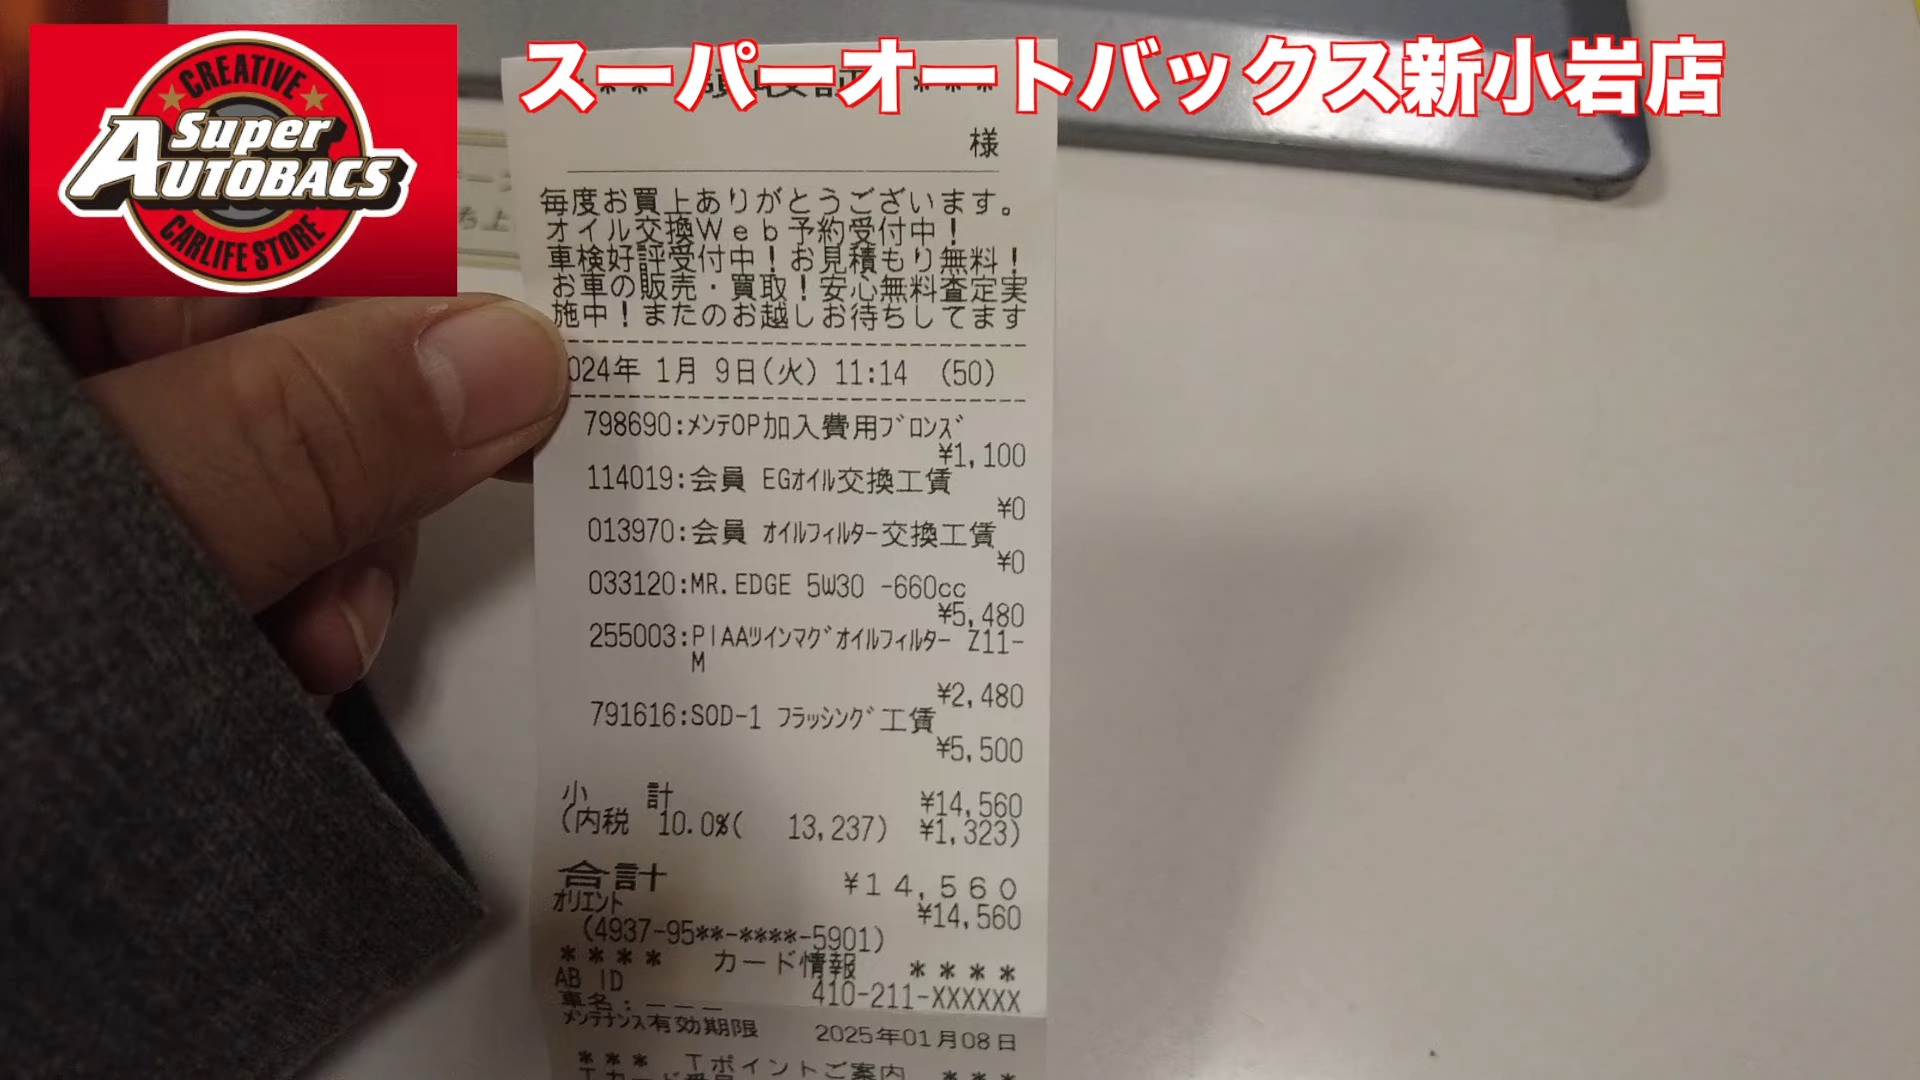 CREATIVE
Super
AUTOBACS
CARLIFE STORE
スーパーオートバックス新小岩店
様
毎度お買上ありがとうございます。
オイル交換Ｗｅｂ予約受付中！
車検好評受付中！お見積もり無料！
お車の販売・買取！安心無料査定実
施中！またのお越しお待ちしてます
024年 1月 9日(火) 11:14 (50)
798690:ﾒﾝﾃOP加入費用ﾌﾞﾛﾝｽﾞ
¥1,100
114019:会員 EGｵｲﾙ交換工賃
¥0
013970:会員 ｵｲﾙﾌｨﾙﾀｰ交換工賃
¥0
033120:MR.EDGE 5W30 -660cc
¥5,480
255003:PIAAﾂｲﾝﾏｸﾞｵｲﾙﾌｨﾙﾀｰ Z11-
M
¥2,480
791616:SOD-1 ﾌﾗｯｼﾝｸﾞ工賃
¥5,500
小 計 ¥14,560
(内税 10.0%( 13,237) ¥1,323)
合計 ¥１４,５６０
ｵﾘｴﾝﾄ ¥14,560
(4937-95**-****-5901)
＊＊＊＊ カード情報 ＊＊＊＊
AB ID 410-211-XXXXXX
車名：＿＿＿
ﾒﾝﾃﾅﾝｽ有効期限 2025年01月08日
＊＊＊ Ｔポイントご案内 ＊＊＊